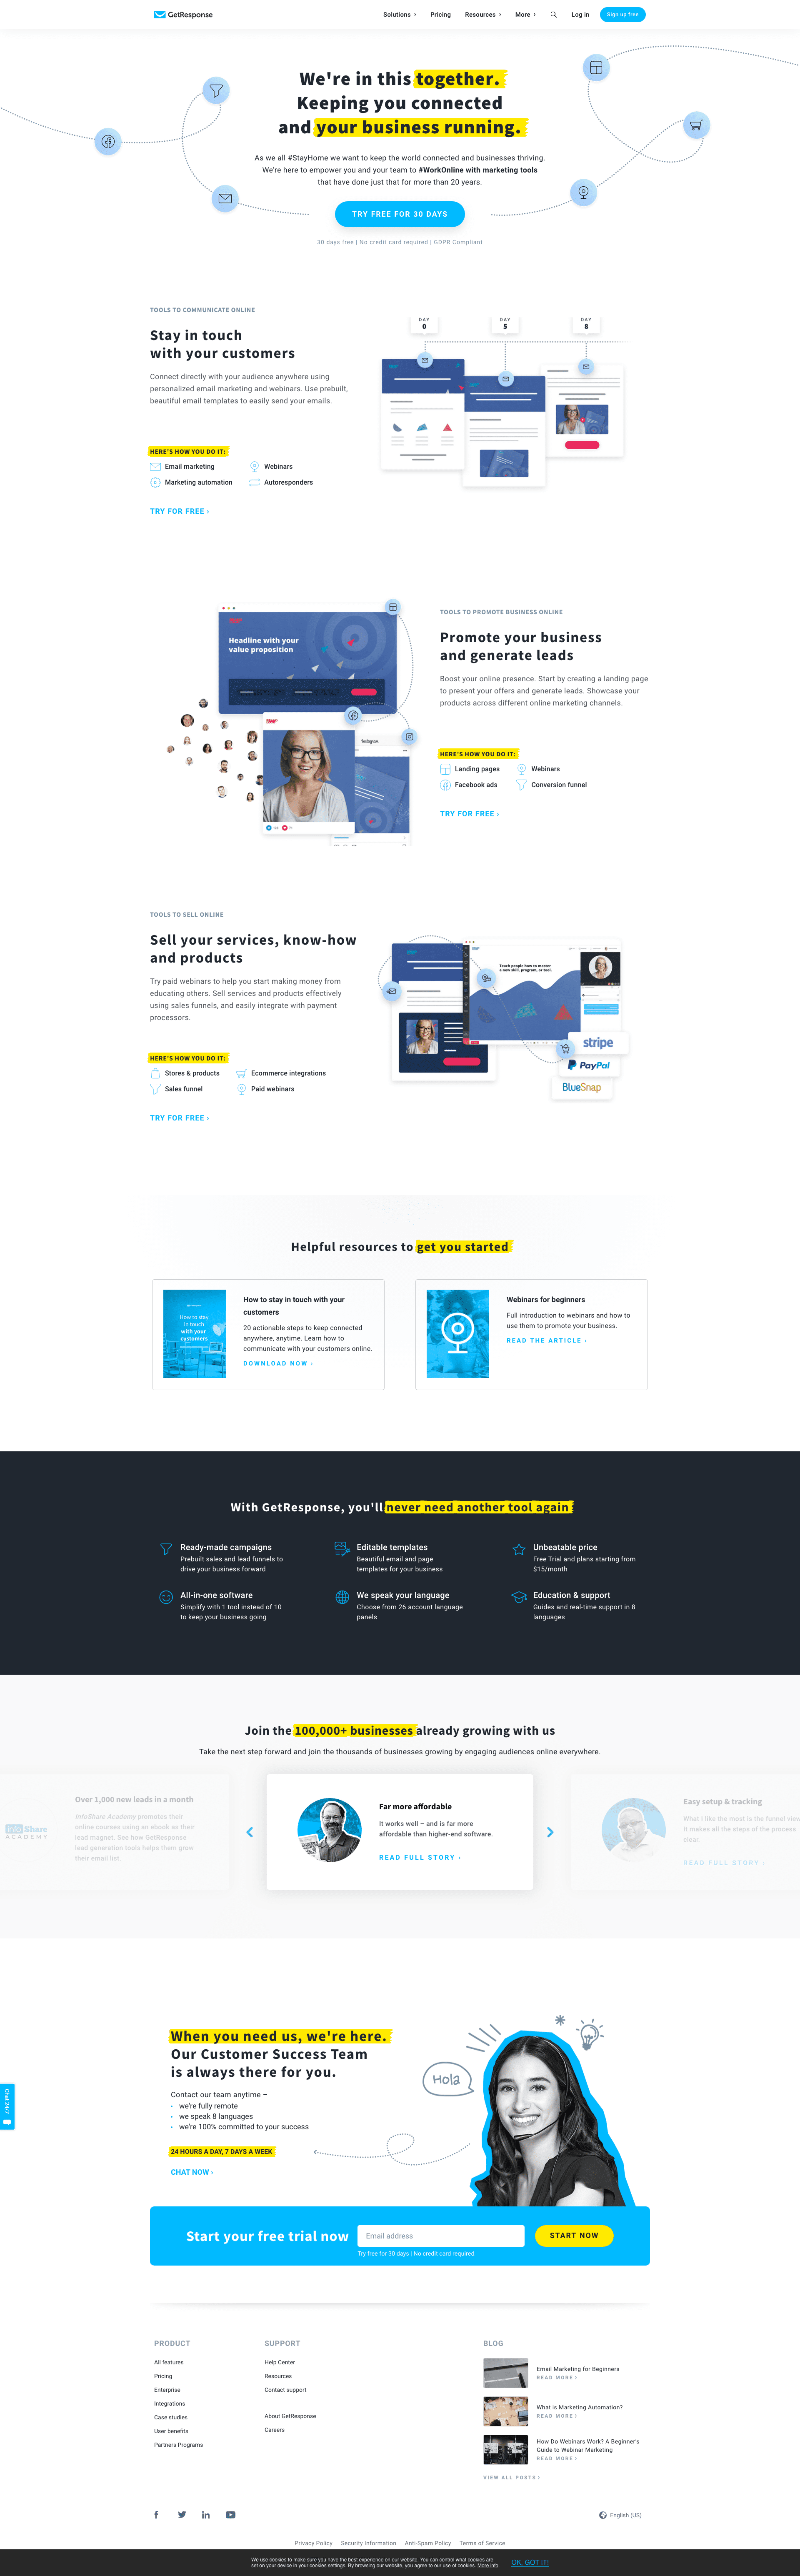 GetResponse
Solutions
Pricing
Resources
More
Log in
Sign up free
We're in this together.
Keeping you connected
and your business running.
As we all #StayHome we want to keep the world connected and businesses thriving.
We're here to empower you and your team to #WorkOnline with marketing tools
that have done just that for more than 20 years.
TRY FREE FOR 30 DAYS
30 days free | No credit card required | GDPR Compliant
TOOLS TO COMMUNICATE ONLINE
Stay in touch
with your customers
Connect directly with your audience anywhere using
personalized email marketing and webinars. Use prebuilt,
beautiful email templates to easily send your emails.
HERE'S HOW YOU DO IT:
Email marketing
Webinars
Marketing automation
Autoresponders
TRY FOR FREE ›
DAY
0
DAY
5
DAY
8
Headline with your
value proposition
Instagram
TOOLS TO PROMOTE BUSINESS ONLINE
Promote your business
and generate leads
Boost your online presence. Start by creating a landing page
to present your offers and generate leads. Showcase your
products across different online marketing channels.
HERE'S HOW YOU DO IT:
Landing pages
Webinars
Facebook ads
Conversion funnel
TRY FOR FREE ›
TOOLS TO SELL ONLINE
Sell your services, know-how
and products
Try paid webinars to help you start making money from
educating others. Sell services and products effectively
using sales funnels, and easily integrate with payment
processors.
HERE'S HOW YOU DO IT:
Stores & products
Ecommerce integrations
Sales funnel
Paid webinars
TRY FOR FREE ›
Teach people how to master
a new skill, program, or tool.
stripe
PayPal
BlueSnap
Helpful resources to get you started
How to stay
in touch
with your
customers
How to stay in touch with your
customers
20 actionable steps to keep connected
anywhere, anytime. Learn how to
communicate with your customers online.
DOWNLOAD NOW ›
Webinars for beginners
Full introduction to webinars and how to
use them to promote your business.
READ THE ARTICLE ›
With GetResponse, you'll never need another tool again
Ready-made campaigns
Prebuilt sales and lead funnels to
drive your business forward
Editable templates
Beautiful email and page
templates for your business
Unbeatable price
Free Trial and plans starting from
$15/month
All-in-one software
Simplify with 1 tool instead of 10
to keep your business going
We speak your language
Choose from 26 account language
panels
Education & support
Guides and real-time support in 8
languages
Join the 100,000+ businesses already growing with us
Take the next step forward and join the thousands of businesses growing by engaging audiences online everywhere.
info Share
ACADEMY
Over 1,000 new leads in a month
InfoShare Academy promotes their
online courses using an ebook as their
lead magnet. See how GetResponse
lead generation tools helps them grow
their email list.
Far more affordable
It works well – and is far more
affordable than higher-end software.
READ FULL STORY ›
Easy setup & tracking
What I like the most is the funnel view
It makes all the steps of the process
clear.
READ FULL STORY ›
When you need us, we're here.
Our Customer Success Team
is always there for you.
Contact our team anytime –
• we're fully remote
• we speak 8 languages
• we're 100% committed to your success
24 HOURS A DAY, 7 DAYS A WEEK
CHAT NOW ›
Hola
Chat 24/7
Start your free trial now
Email address
START NOW
Try free for 30 days | No credit card required
PRODUCT
All features
Pricing
Enterprise
Integrations
Case studies
User benefits
Partners Programs
SUPPORT
Help Center
Resources
Contact support
About GetResponse
Careers
BLOG
Email Marketing for Beginners
READ MORE ›
What is Marketing Automation?
READ MORE ›
How Do Webinars Work? A Beginner's
Guide to Webinar Marketing
READ MORE ›
VIEW ALL POSTS ›
English (US)
Privacy Policy
Security Information
Anti-Spam Policy
Terms of Service
We use cookies to make sure you have the best experience on our website. You can control what cookies are
set on your device in your cookies settings. By browsing our website, you agree to our use of cookies. More info.
OK, GOT IT!